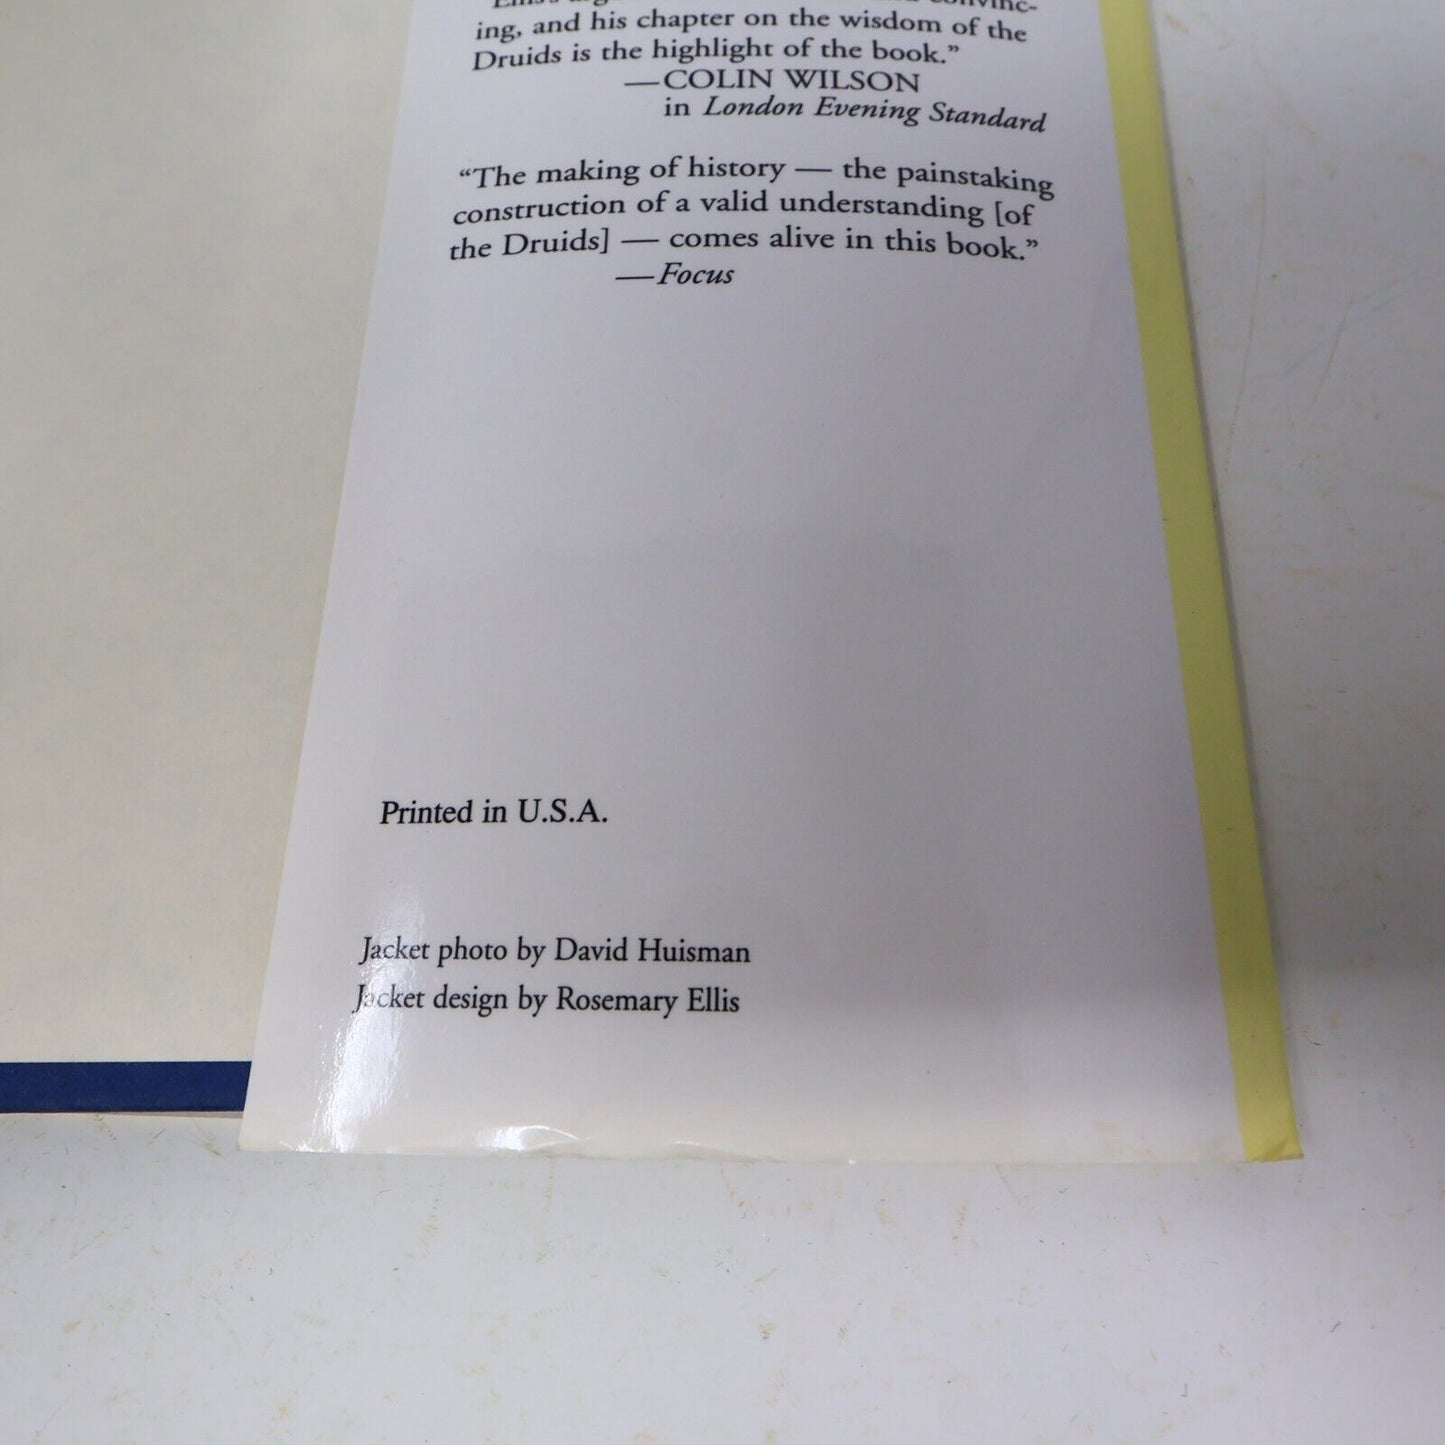 ing, and his chapter on the wisdom of the
Druids is the highlight of the book.”
—COLIN WILSON
in London Evening Standard
“The making of history — the painstaking
construction of a valid understanding [of
the Druids] — comes alive in this book.”
—Focus
Printed in U.S.A.
Jacket photo by David Huisman
Jacket design by Rosemary Ellis